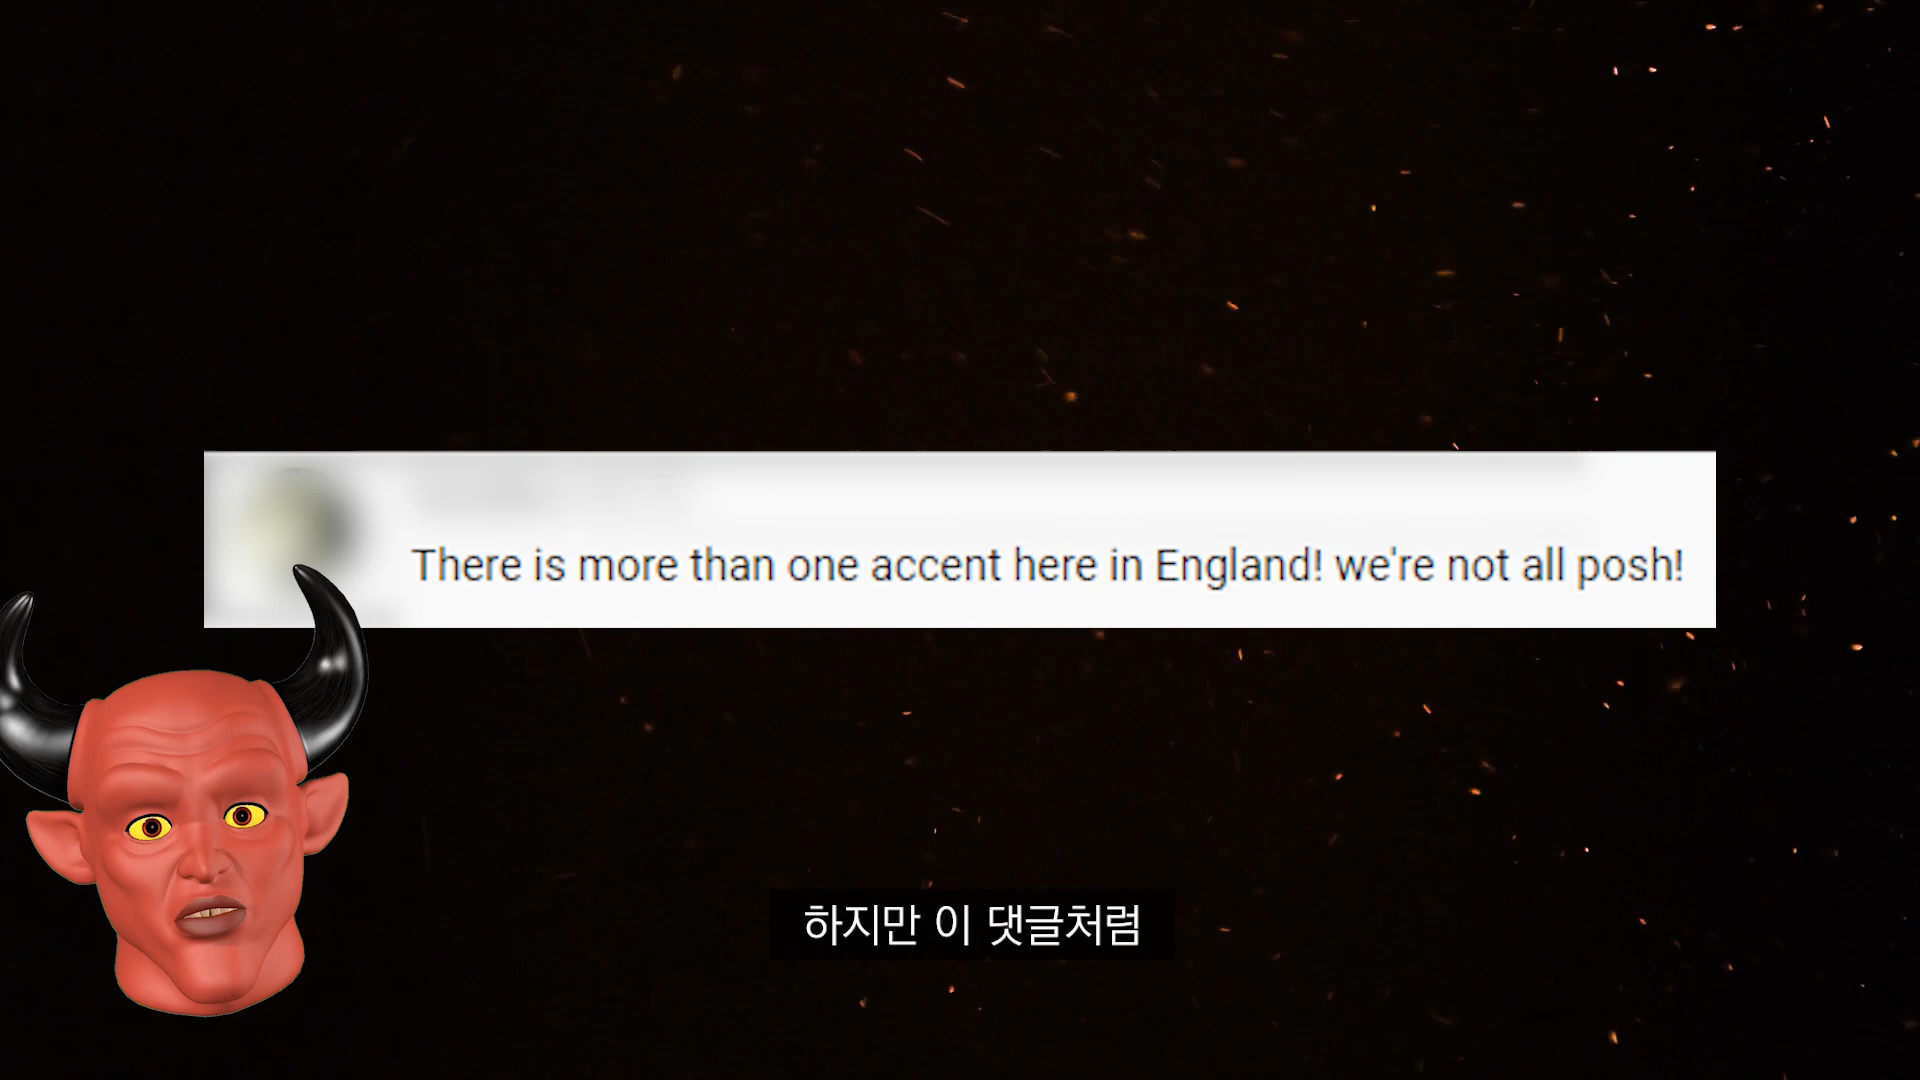 There is more than one accent here in England! we're not all posh!
하지만 이 댓글처럼